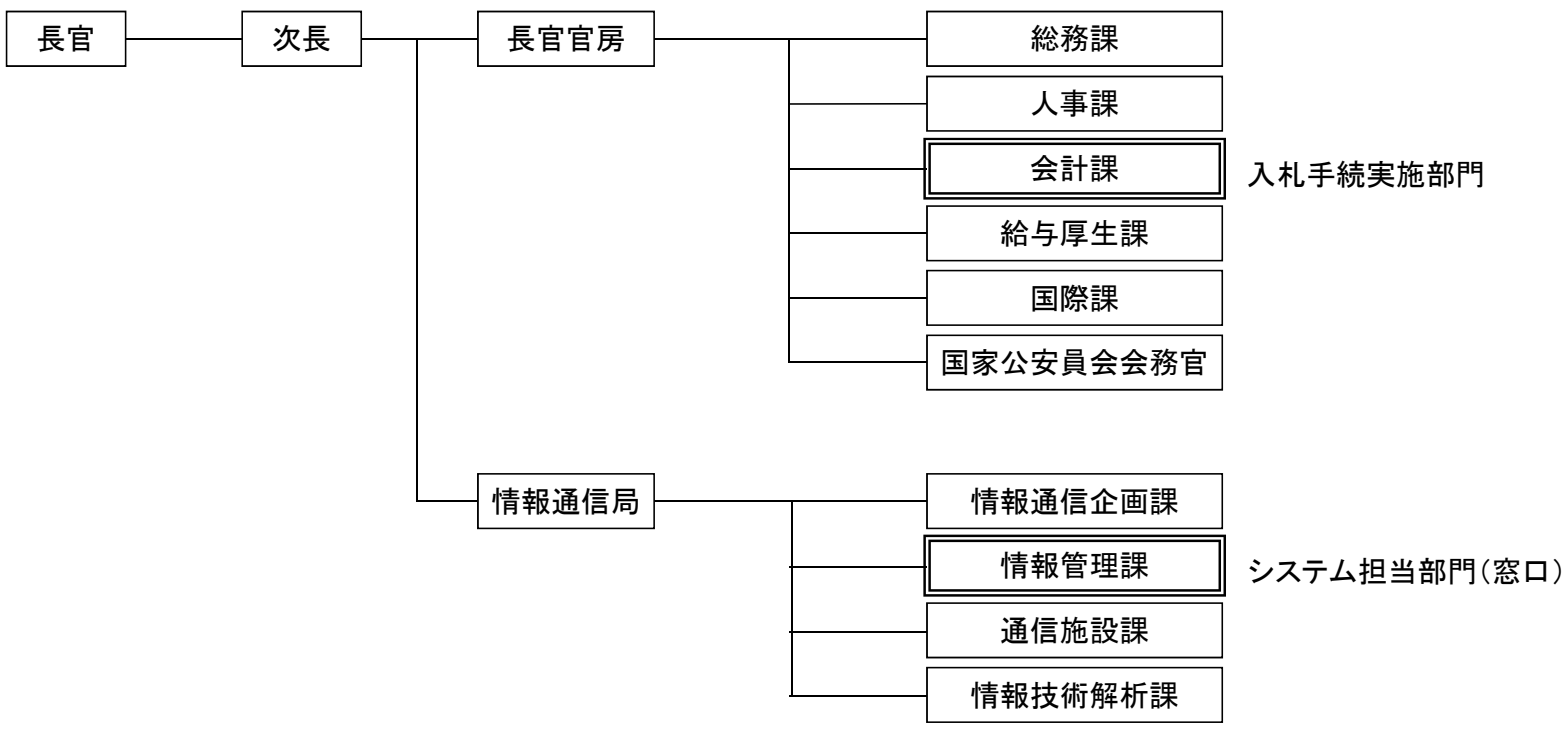 長官
次長
長官官房
総務課
人事課
会計課
入札手続実施部門
給与厚生課
国際課
国家公安員会会務官
情報通信局
情報通信企画課
情報管理課
システム担当部門(窓口)
通信施設課
情報技術解析課